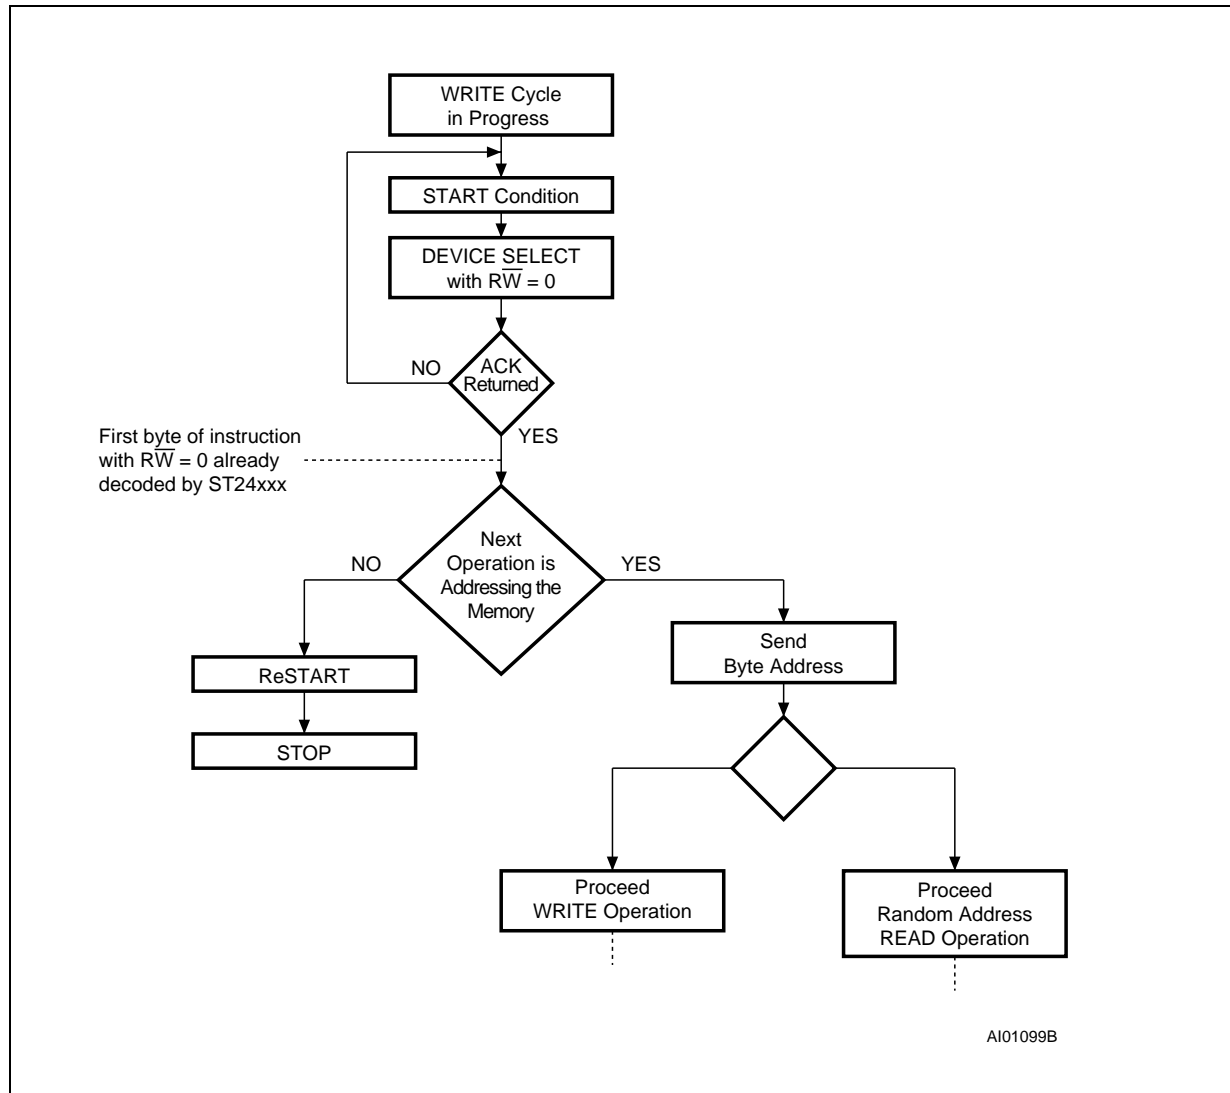 WRITE Cycle
in Progress
START Condition
DEVICE SELECT
with RW̅ = 0
ACK
Returned
NO
YES
First byte of instruction
with RW̅ = 0 already
decoded by ST24xxx
Next
Operation is
Addressing the
Memory
NO
YES
Send
Byte Address
ReSTART
STOP
Proceed
WRITE Operation
Proceed
Random Address
READ Operation
AI01099B